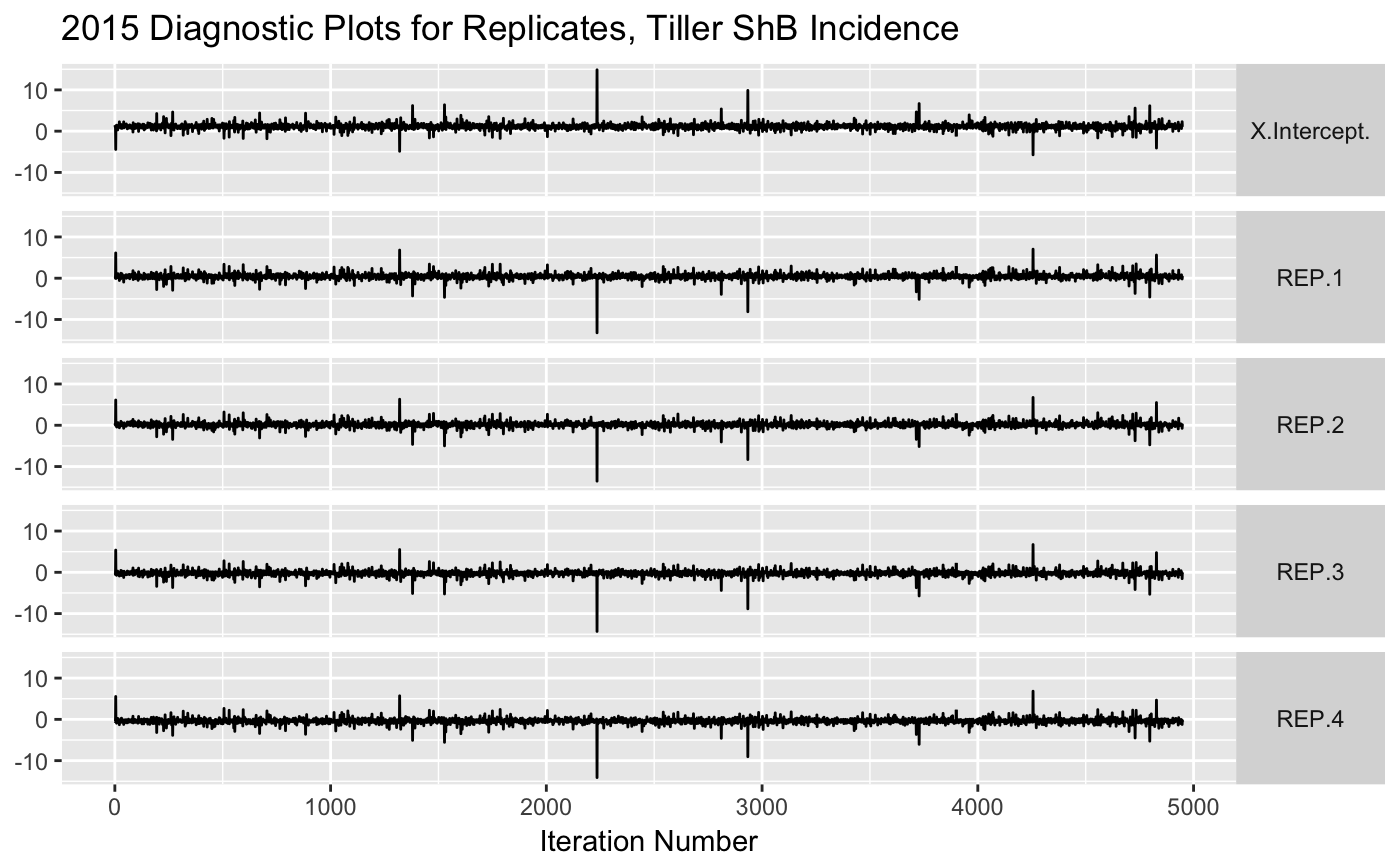 2015 Diagnostic Plots for Replicates, Tiller ShB Incidence
10
0
-10
X.Intercept.
10
0
-10
REP.1
10
0
-10
REP.2
10
0
-10
REP.3
10
0
-10
REP.4
0 1000 2000 3000 4000 5000
Iteration Number